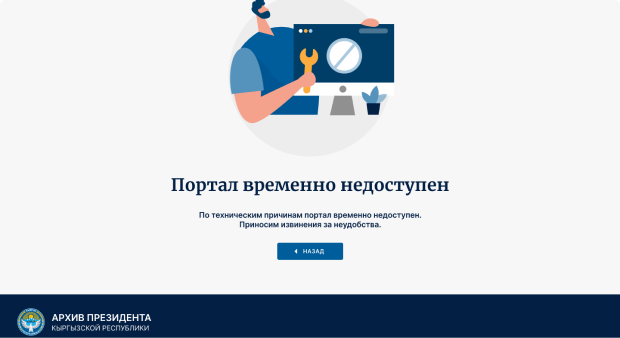 Портал временно недоступен
По техническим причинам портал временно недоступен.
Приносим извинения за неудобства.
НАЗАД
АРХИВ ПРЕЗИДЕНТА
КЫРГЫЗСКОЙ РЕСПУБЛИКИ